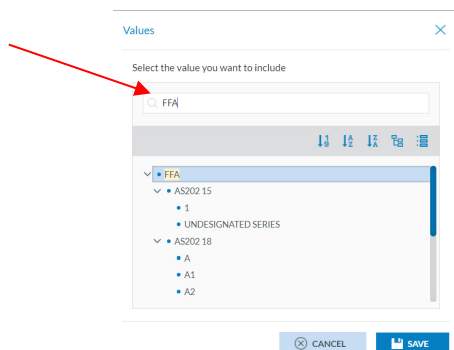 Values
Select the value you want to include
FFA
FFA
AS202 15
1
UNDESIGNATED SERIES
AS202 18
A
A1
A2
CANCEL SAVE